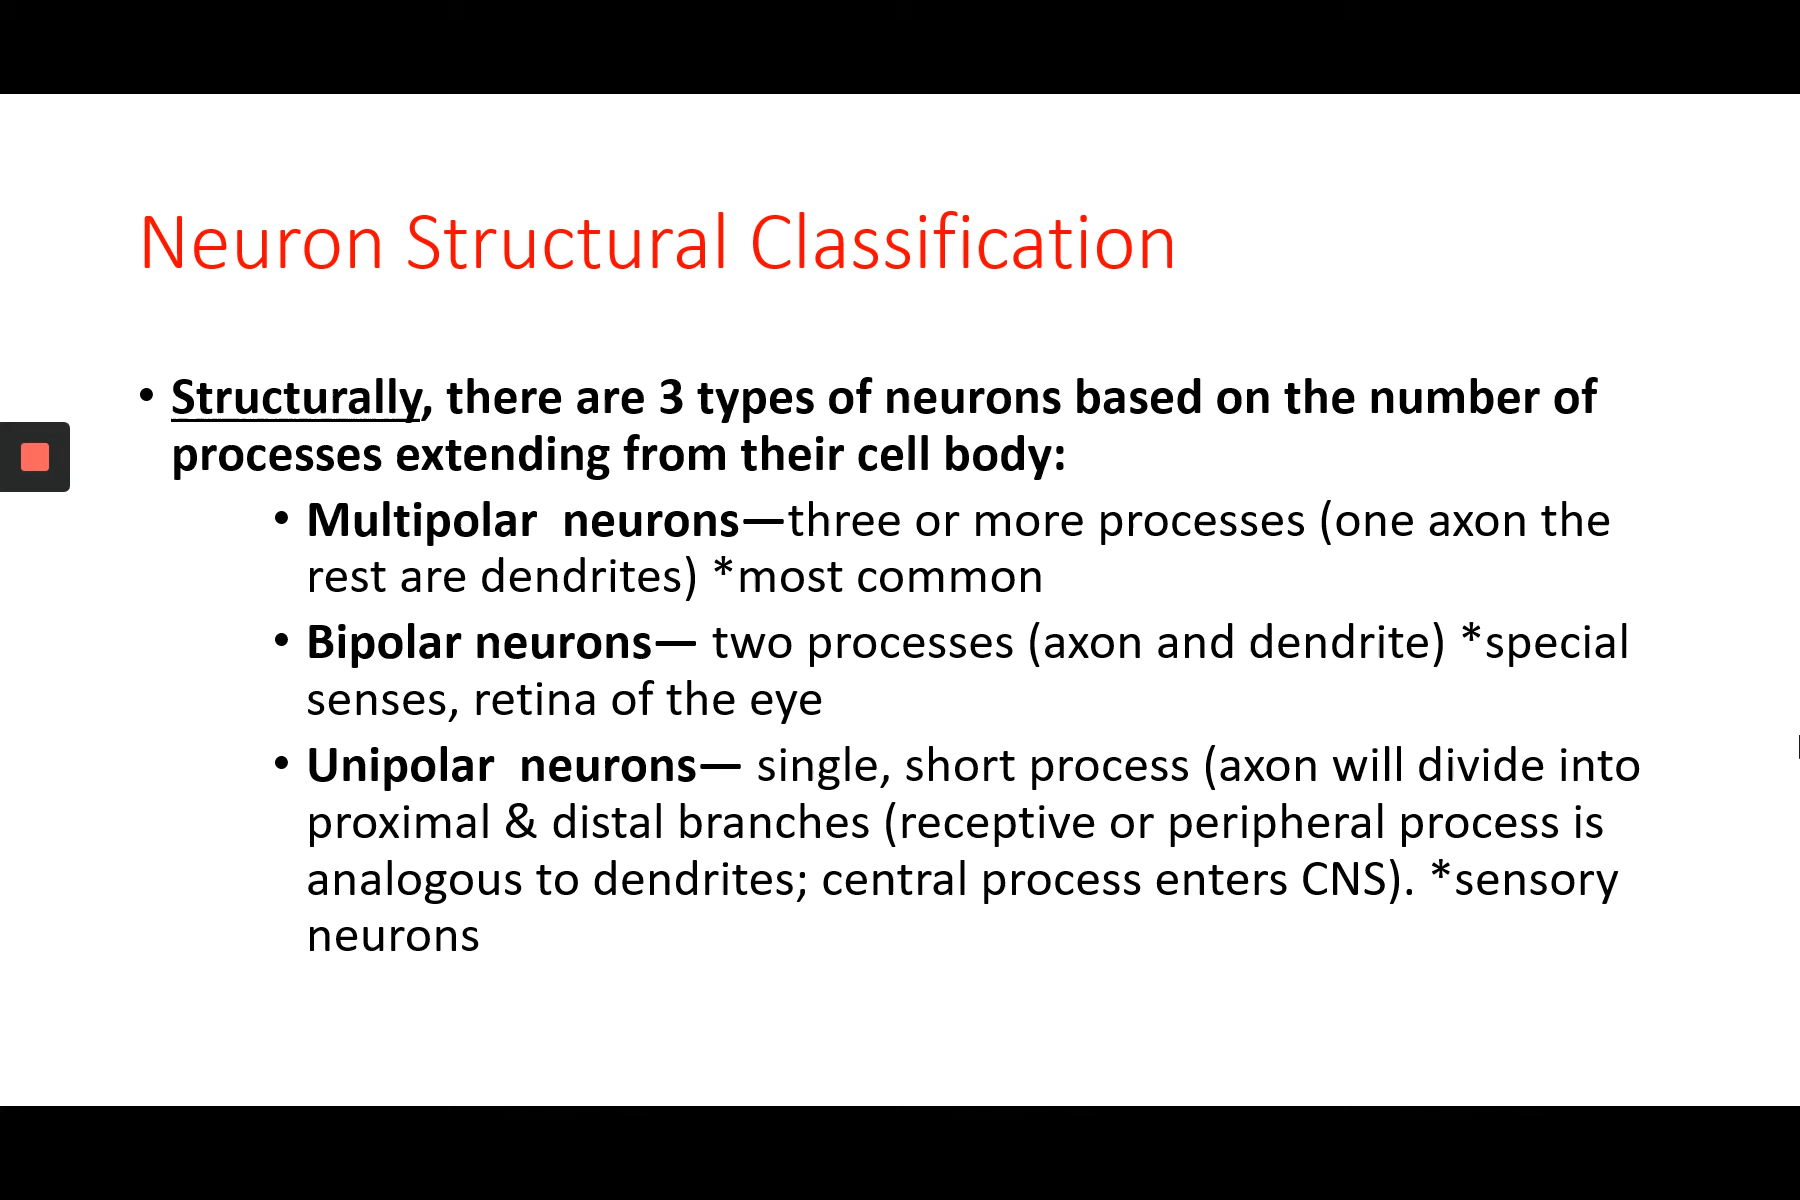 Neuron Structural Classification
• Structurally, there are 3 types of neurons based on the number of
processes extending from their cell body:
• Multipolar  neurons—three or more processes (one axon the
rest are dendrites) *most common
• Bipolar neurons— two processes (axon and dendrite) *special
senses, retina of the eye
• Unipolar  neurons— single, short process (axon will divide into
proximal & distal branches (receptive or peripheral process is
analogous to dendrites; central process enters CNS). *sensory
neurons